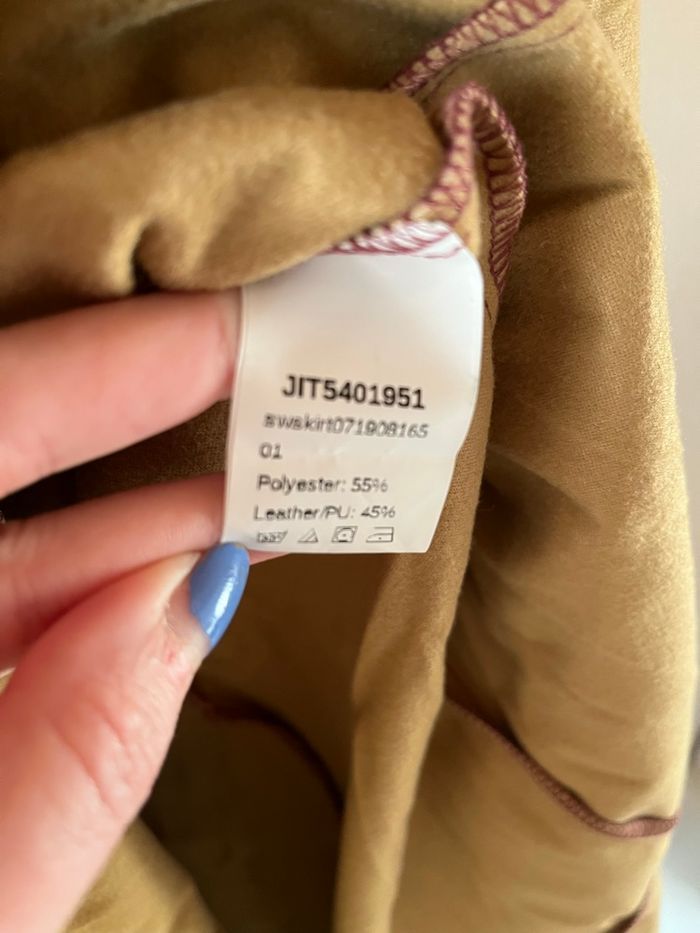 JIT5401951
swskirt071908165
01
Polyester: 55%
Leather/PU: 45%